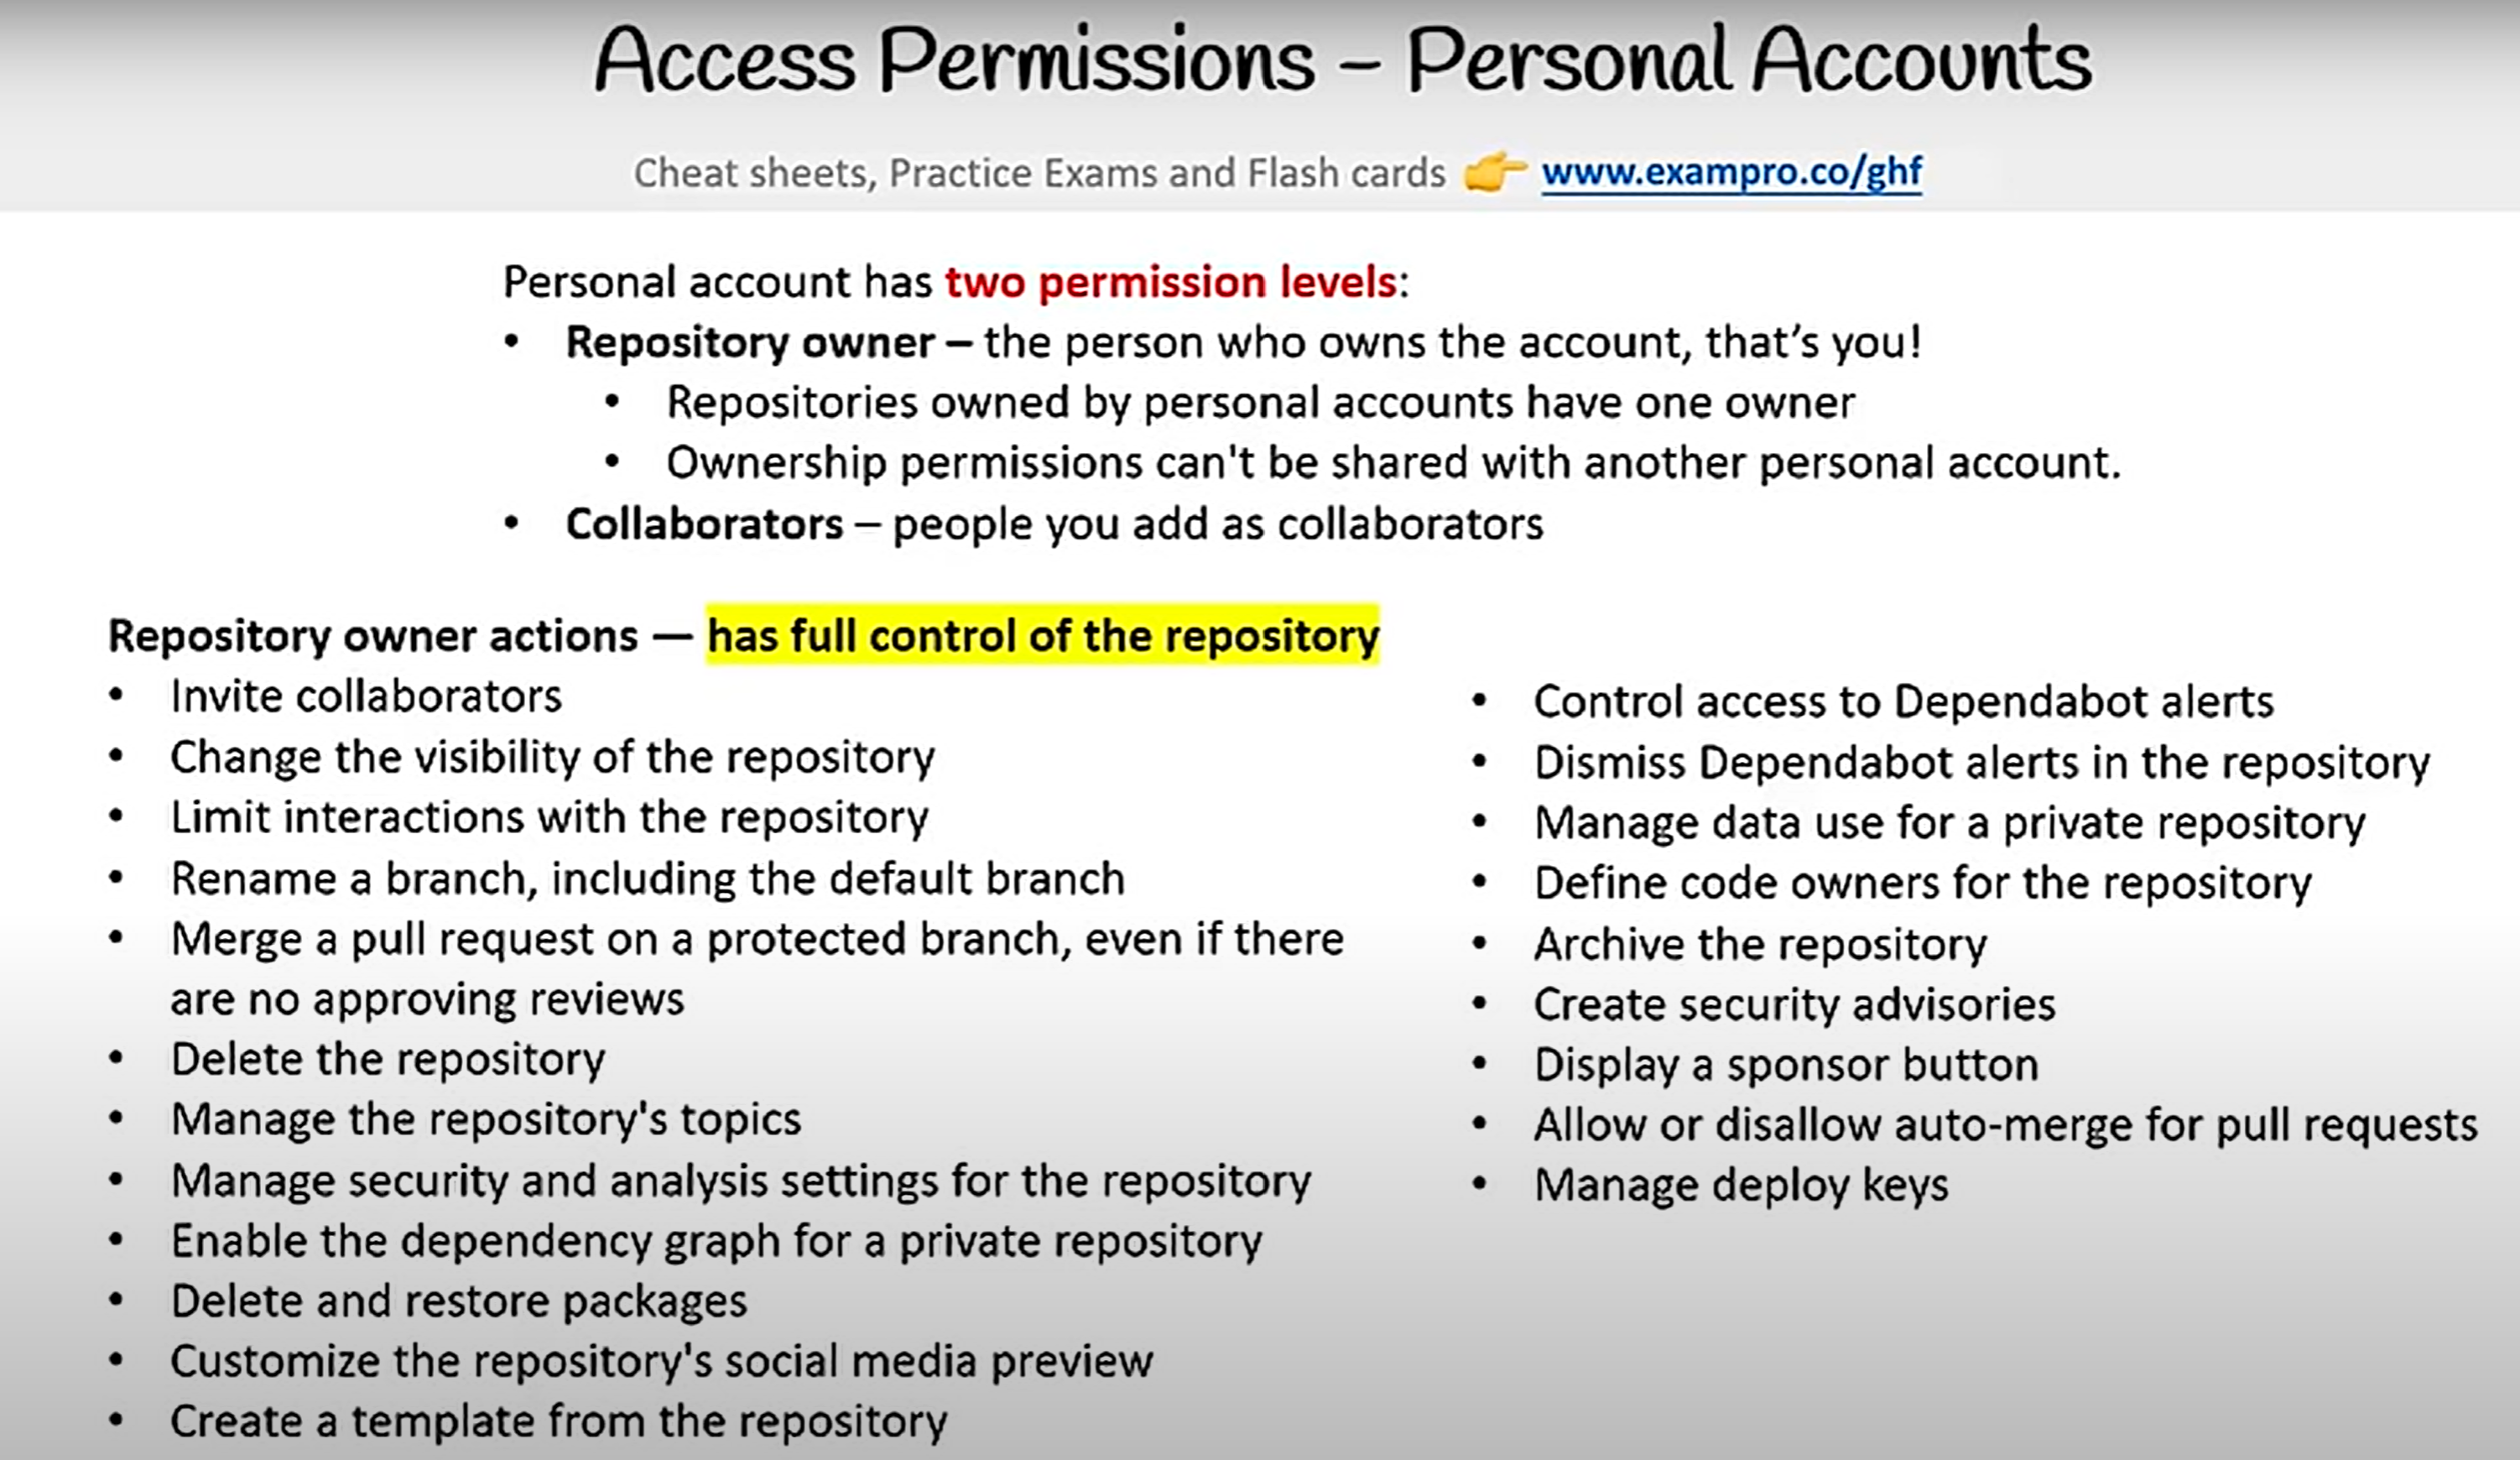 Access Permissions – Personal Accounts
Cheat sheets, Practice Exams and Flash cards 👉 www.exampro.co/ghf
Personal account has two permission levels:
• Repository owner – the person who owns the account, that's you!
• Repositories owned by personal accounts have one owner
• Ownership permissions can't be shared with another personal account.
• Collaborators – people you add as collaborators
Repository owner actions — has full control of the repository
• Invite collaborators
• Change the visibility of the repository
• Limit interactions with the repository
• Rename a branch, including the default branch
• Merge a pull request on a protected branch, even if there
are no approving reviews
• Delete the repository
• Manage the repository's topics
• Manage security and analysis settings for the repository
• Enable the dependency graph for a private repository
• Delete and restore packages
• Customize the repository's social media preview
• Create a template from the repository
• Control access to Dependabot alerts
• Dismiss Dependabot alerts in the repository
• Manage data use for a private repository
• Define code owners for the repository
• Archive the repository
• Create security advisories
• Display a sponsor button
• Allow or disallow auto-merge for pull requests
• Manage deploy keys